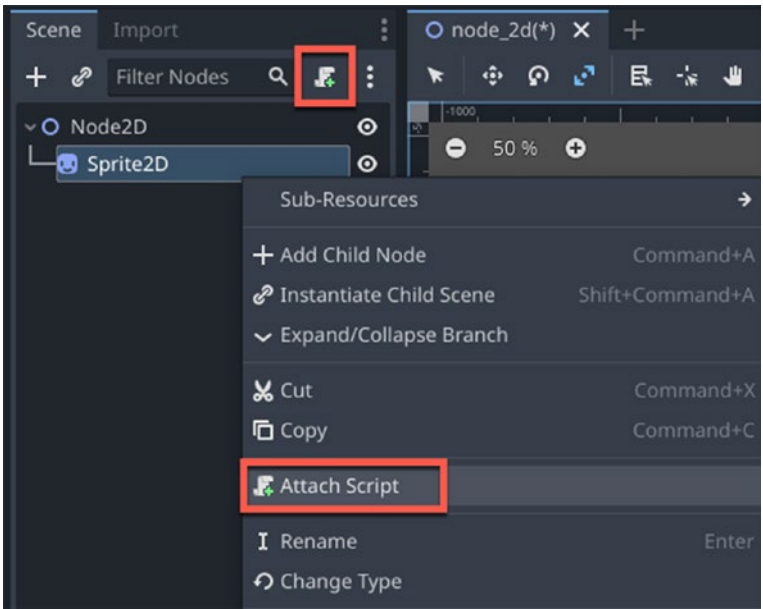 Scene Import node_2d(*)
Filter Nodes
Node2D -1000
50 %
Sprite2D
Sub-Resources
Add Child Node Command+A
Instantiate Child Scene Shift+Command+A
Expand/Collapse Branch
Cut Command+X
Copy Command+C
Attach Script
Rename Enter
Change Type